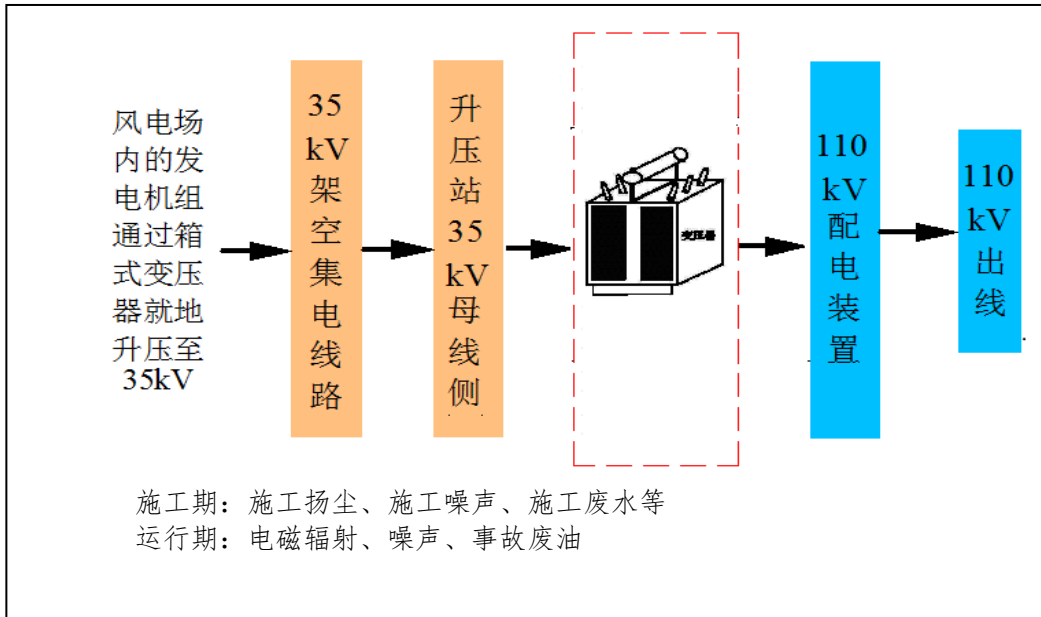 风电场
内的发
电机组
通过箱
式变压
器就地
升压至
35kV
35
kV
架
空
集
电
线
路
升
压
站
35
kV
母
线
侧
变压器
110
kV
配
电
装
置
110
kV
出
线
施工期：施工扬尘、施工噪声、施工废水等
运行期：电磁辐射、噪声、事故废油